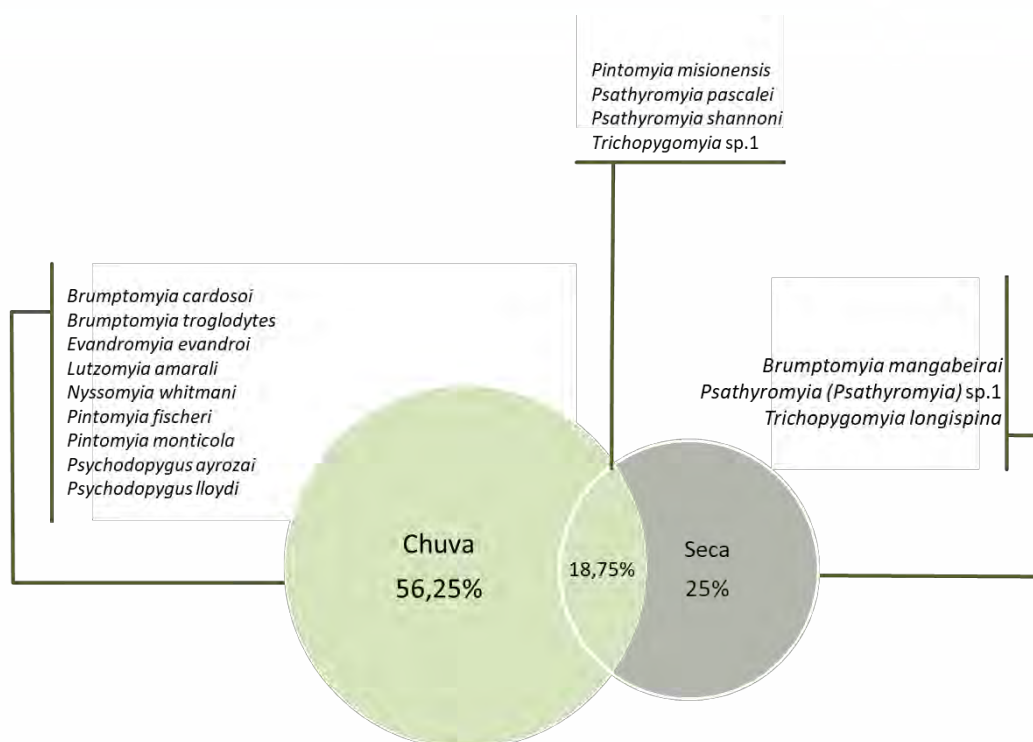 Pintomyia misionensis
Psathyromyia pascalei
Psathyromyia shannoni
Trichopygomyia sp.1
Brumptomyia cardosoi
Brumptomyia troglodytes
Evandromyia evandroi
Lutzomyia amarali
Nyssomyia whitmani
Pintomyia fischeri
Pintomyia monticola
Psychodopygus ayrozai
Psychodopygus lloydi
Brumptomyia mangabeirai
Psathyromyia (Psathyromyia) sp.1
Trichopygomyia longispina
Chuva
56,25%
18,75%
Seca
25%